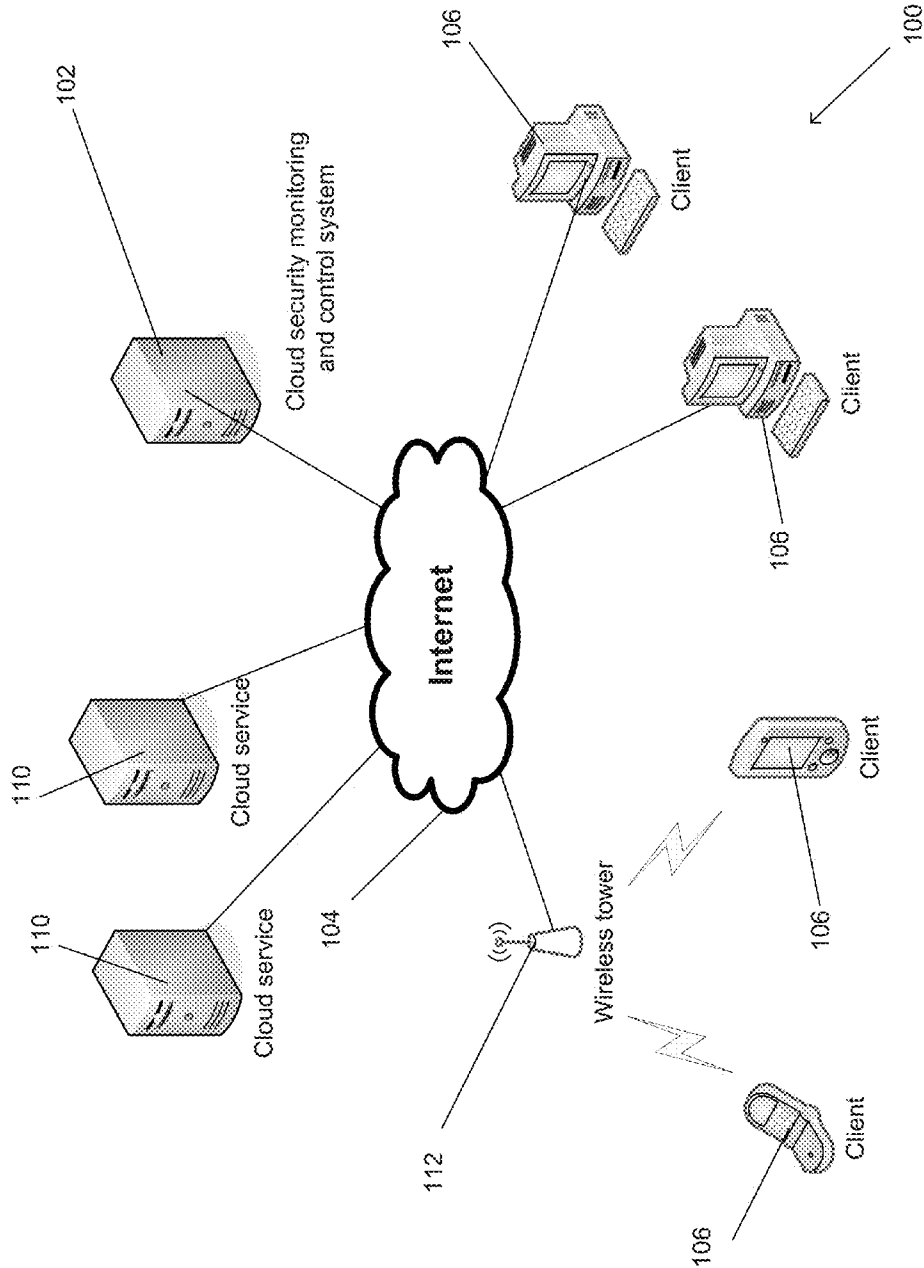 110
Cloud service
110
Cloud service
102
Cloud security monitoring
and control system
104
Internet
112
Wireless tower
106
Client
106
Client
106
Client
106
Client
100